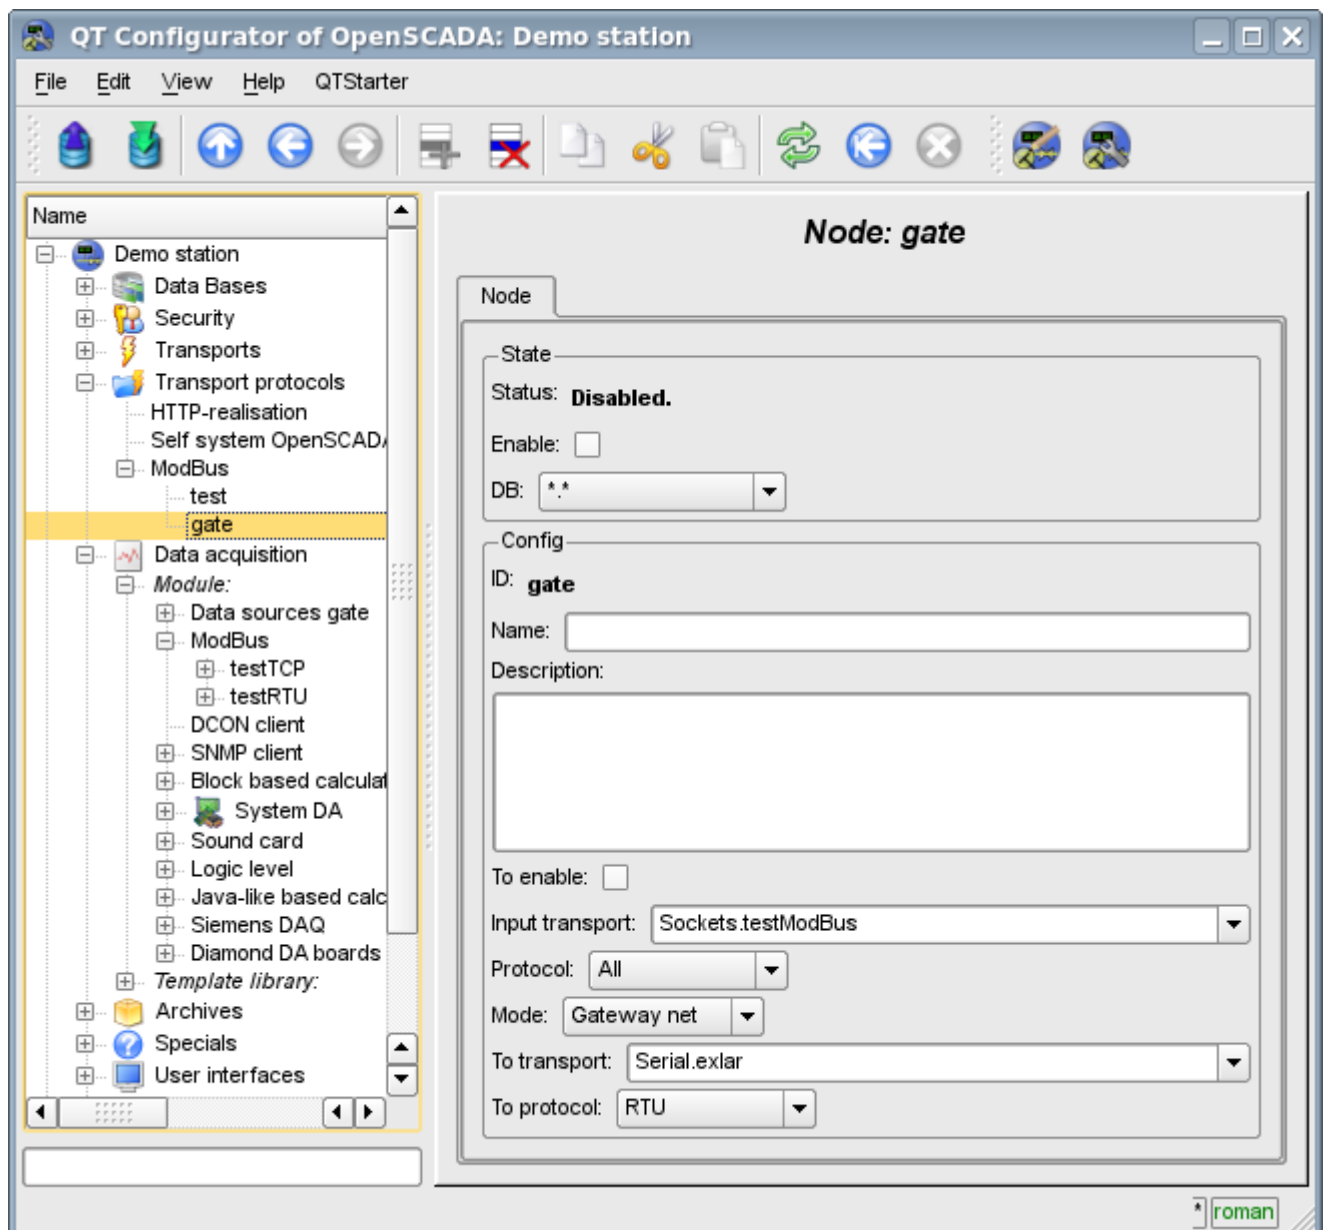 QT Configurator of OpenSCADA: Demo station
File Edit View Help QTStarter
Name
Demo station
Data Bases
Security
Transports
Transport protocols
HTTP-realisation
Self system OpenSCADA
ModBus
test
gate
Data acquisition
Module:
Data sources gate
ModBus
testTCP
testRTU
DCON client
SNMP client
Block based calculat
System DA
Sound card
Logic level
Java-like based calc
Siemens DAQ
Diamond DA boards
Template library:
Archives
Specials
User interfaces
Node: gate
Node
State
Status: Disabled.
Enable:
DB: *.*
Config
ID: gate
Name:
Description:
To enable:
Input transport: Sockets.testModBus
Protocol: All
Mode: Gateway net
To transport: Serial.exlar
To protocol: RTU
* roman